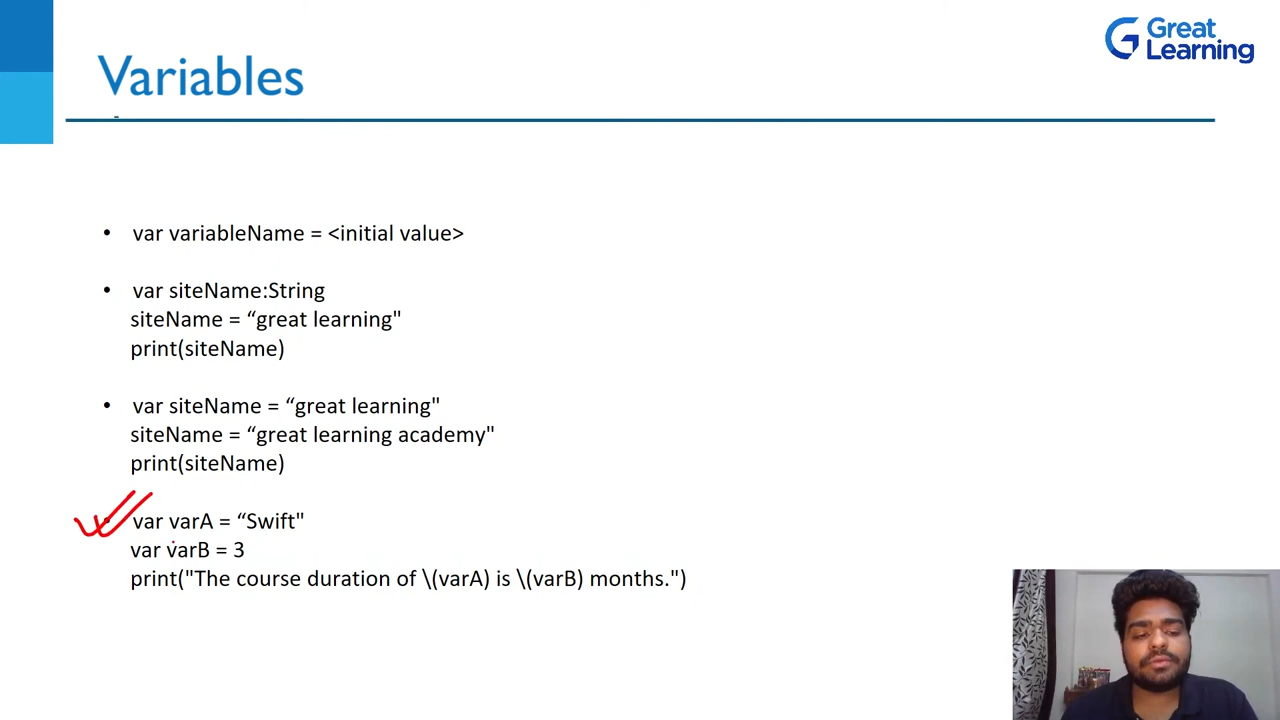 Great
Learning
Variables
• var variableName = <initial value>
• var siteName:String
siteName = “great learning"
print(siteName)
• var siteName = “great learning"
siteName = “great learning academy"
print(siteName)
• var varA = “Swift"
var varB = 3
print("The course duration of \(varA) is \(varB) months.")